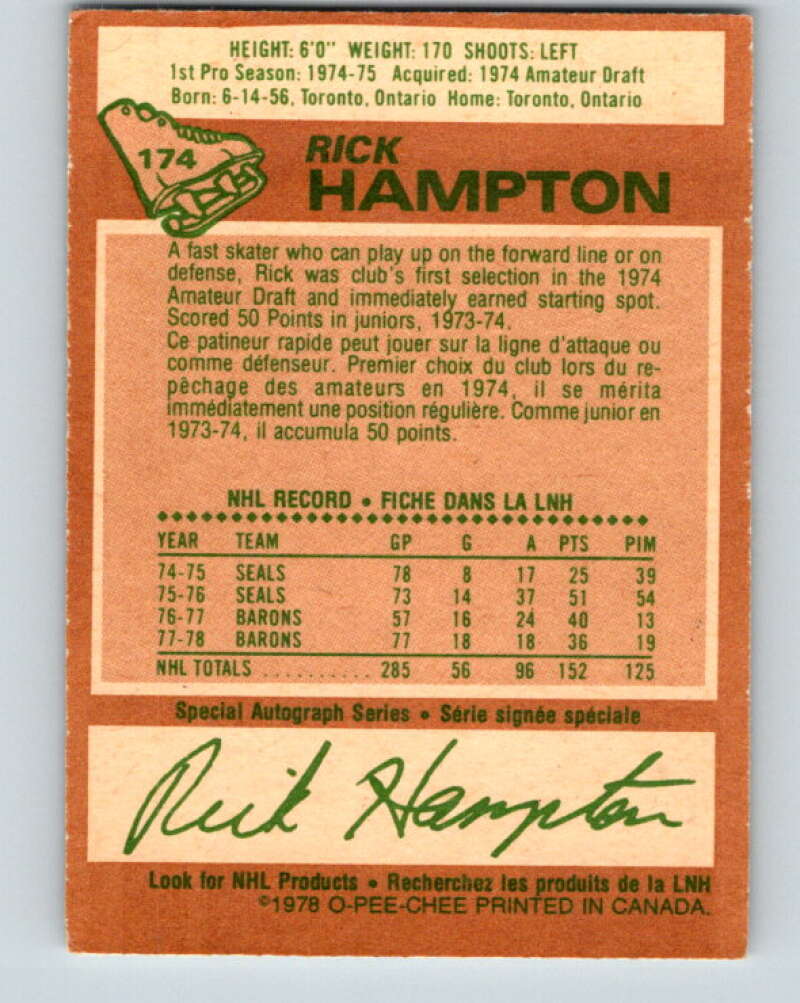 HEIGHT: 6'0" WEIGHT: 170 SHOOTS: LEFT
1st Pro Season: 1974-75 Acquired: 1974 Amateur Draft
Born: 6-14-56, Toronto, Ontario Home: Toronto, Ontario
174
RICK
HAMPTON
A fast skater who can play up on the forward line or on
defense, Rick was club's first selection in the 1974
Amateur Draft and immediately earned starting spot.
Scored 50 Points in juniors, 1973-74.
Ce patineur rapide peut jouer sur la ligne d'attaque ou
comme défenseur. Premier choix du club lors du re-
pêchage des amateurs en 1974, il se mérita
immédiatement une position régulière. Comme junior en
1973-74, il accumula 50 points.
NHL RECORD • FICHE DANS LA LNH
YEAR TEAM GP G A PTS PIM
74-75 SEALS 78 8 17 25 39
75-76 SEALS 73 14 37 51 54
76-77 BARONS 57 16 24 40 13
77-78 BARONS 77 18 18 36 19
NHL TOTALS .......... 285 56 96 152 125
Special Autograph Series • Série signée spéciale
Rick Hampton
Look for NHL Products • Recherchez les produits de la LNH
©1978 O-PEE-CHEE PRINTED IN CANADA.